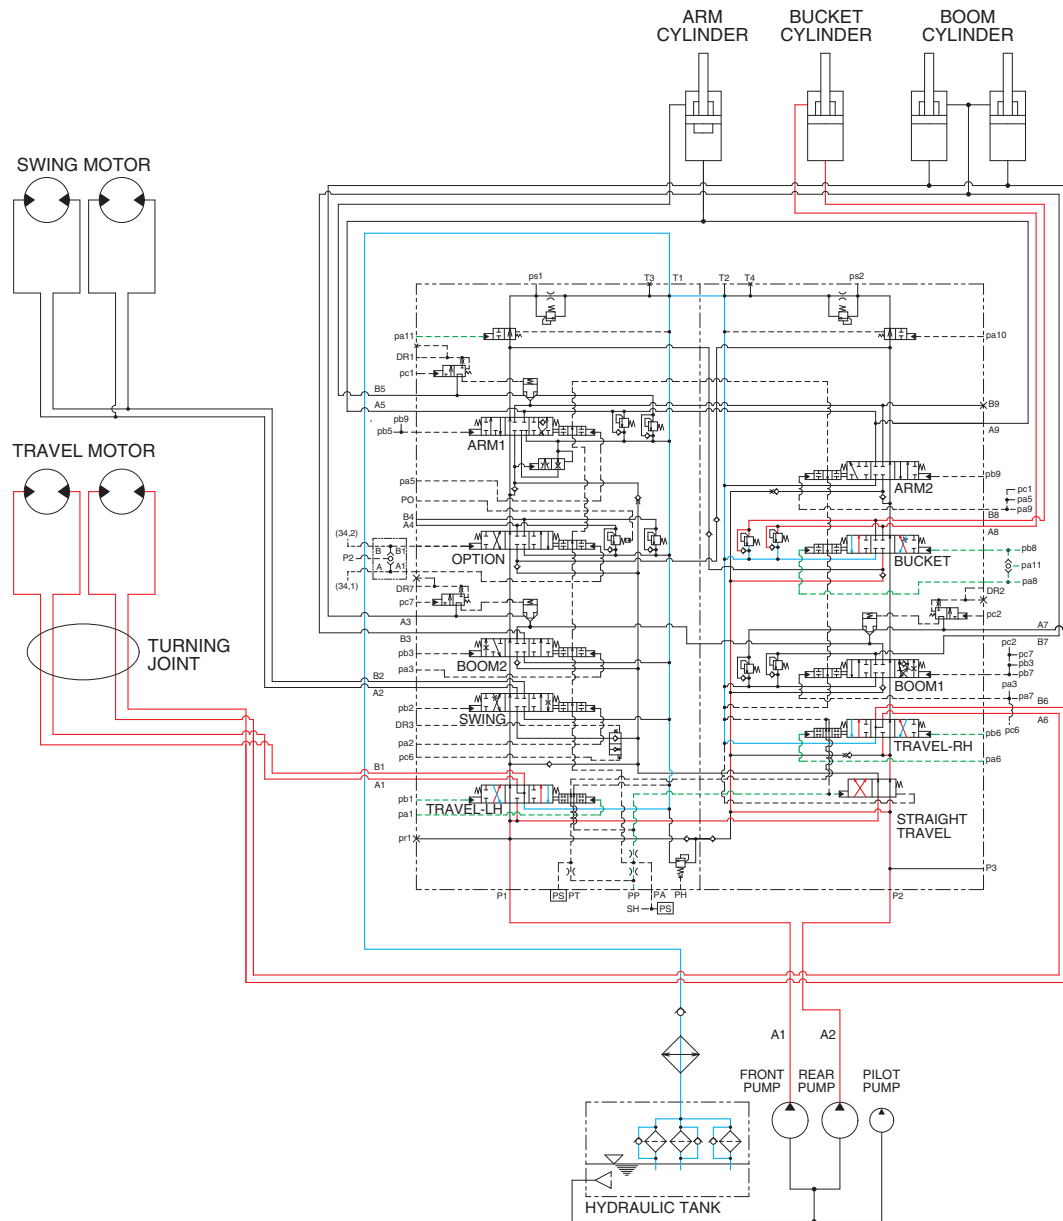 ARM
CYLINDER
BUCKET
CYLINDER
BOOM
CYLINDER
SWING MOTOR
TRAVEL MOTOR
TURNING
JOINT
ps1
T3
T1
T2
T4
ps2
pa11
pa10
DR1
pc1
B5
A5
B9
A9
pb9
pb5
ARM1
ARM2
pb9
pa5
PO
pc1
pa5
pa9
B4
A4
B8
A8
(34,2)
P2
(34,1)
B
B1
A
A1
OPTION
BUCKET
pb8
pa11
pa8
DR7
pc7
DR2
pc2
A3
B3
A7
B7
pb3
pa3
BOOM2
BOOM1
pc2
pc7
pb3
pb7
pa3
pa7
pc6
B2
A2
B6
A6
pb2
DR3
pa2
pc6
SWING
TRAVEL-RH
pb6
pa6
B1
A1
pb1
pa1
TRAVEL-LH
STRAIGHT
TRAVEL
pr1
P3
P1
PS
PT
PP
PA
PH
P2
SH
PS
A1
A2
FRONT
PUMP
REAR
PUMP
PILOT
PUMP
HYDRAULIC TANK